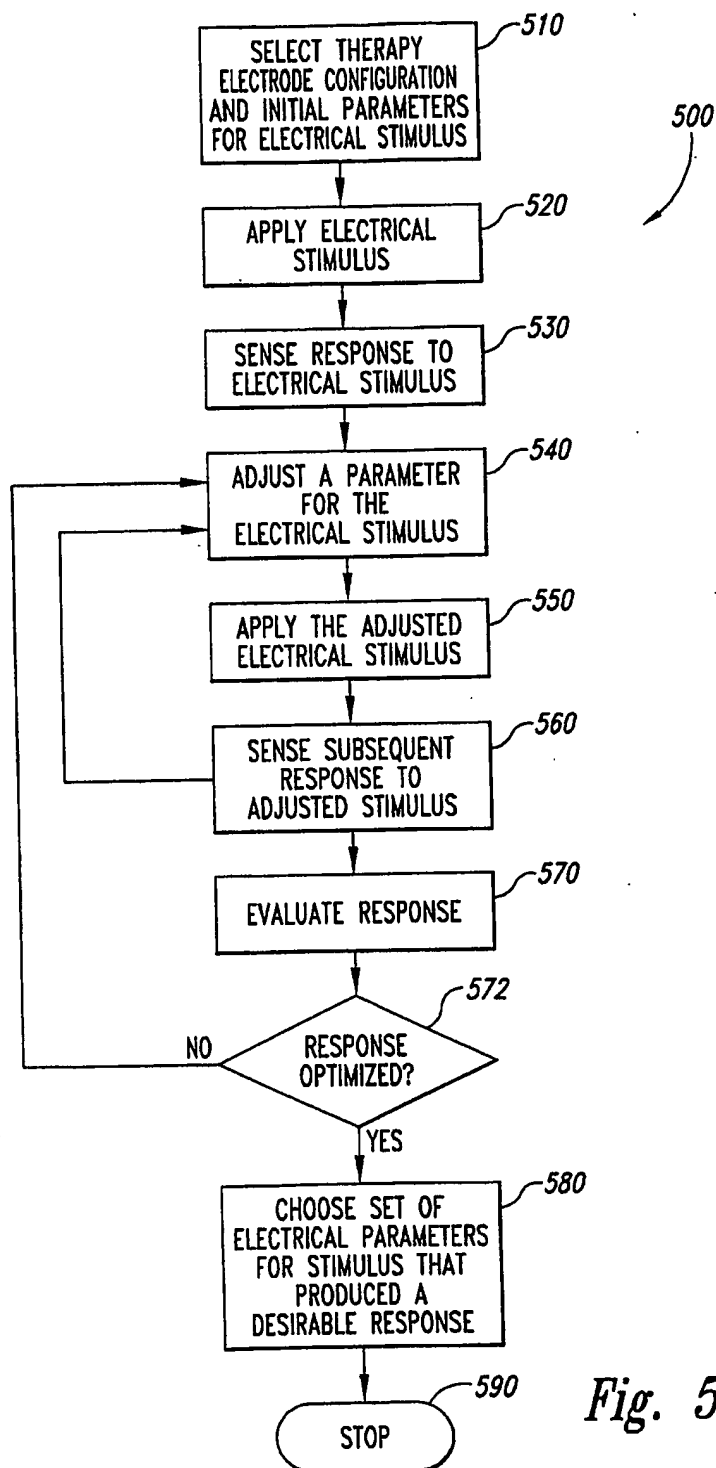 510
SELECT THERAPY
ELECTRODE CONFIGURATION
AND INITIAL PARAMETERS
FOR ELECTRICAL STIMULUS
500
520
APPLY ELECTRICAL
STIMULUS
530
SENSE RESPONSE TO
ELECTRICAL STIMULUS
540
ADJUST A PARAMETER
FOR THE
ELECTRICAL STIMULUS
550
APPLY THE ADJUSTED
ELECTRICAL STIMULUS
560
SENSE SUBSEQUENT
RESPONSE TO
ADJUSTED STIMULUS
570
EVALUATE RESPONSE
572
NO
RESPONSE
OPTIMIZED?
YES
580
CHOOSE SET OF
ELECTRICAL PARAMETERS
FOR STIMULUS THAT
PRODUCED A
DESIRABLE RESPONSE
590
STOP
Fig. 5